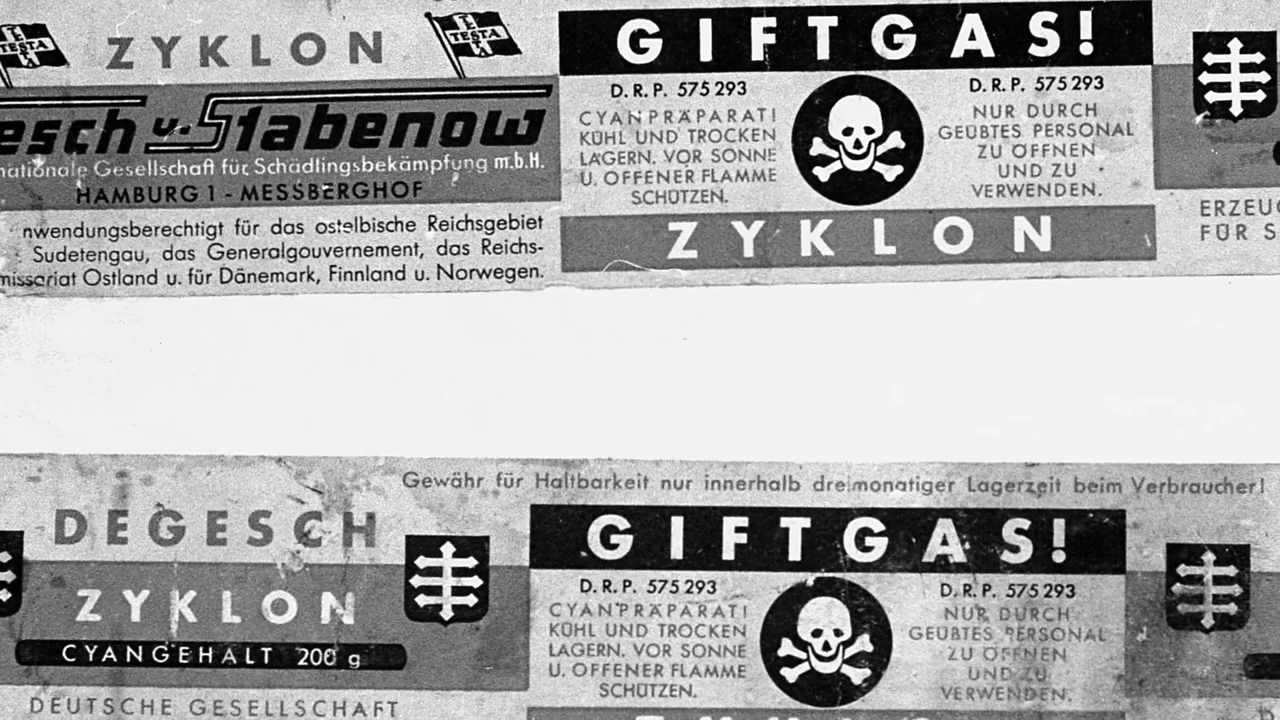 TESTA
ZYKLON
TESTA
esch u. Stabenow
nationale Gesellschaft für Schädlingsbekämpfung m.b.H.
HAMBURG 1 - MESSBERGHOF
nwendungsberechtigt für das ostelbische Reichsgebiet
Sudetengau, das Generalgouvernement, das Reichs-
missariat Ostland u. für Dänemark, Finnland u. Norwegen.
GIFTGAS!
D. R. P. 575 293
CYANPRÄPARAT!
KÜHL UND TROCKEN
LAGERN. VOR SONNE
U. OFFENER FLAMME
SCHÜTZEN.
D. R. P. 575 293
NUR DURCH
GEÜBTES PERSONAL
ZU ÖFFNEN
UND ZU
VERWENDEN.
ZYKLON
ERZEUG
FÜR S
Gewähr für Haltbarkeit nur innerhalb dreimonatiger Lagerzeit beim Verbraucher!
DEGESCH
ZYKLON
CYANGEHALT 200 g
DEUTSCHE GESELLSCHAFT
GIFTGAS!
D. R. P. 575 293
CYANPRÄPARAT!
KÜHL UND TROCKEN
LAGERN. VOR SONNE
U. OFFENER FLAMME
SCHÜTZEN.
D. R. P. 575 293
NUR DURCH
GEÜBTES PERSONAL
ZU ÖFFNEN
UND ZU
VERWENDEN.